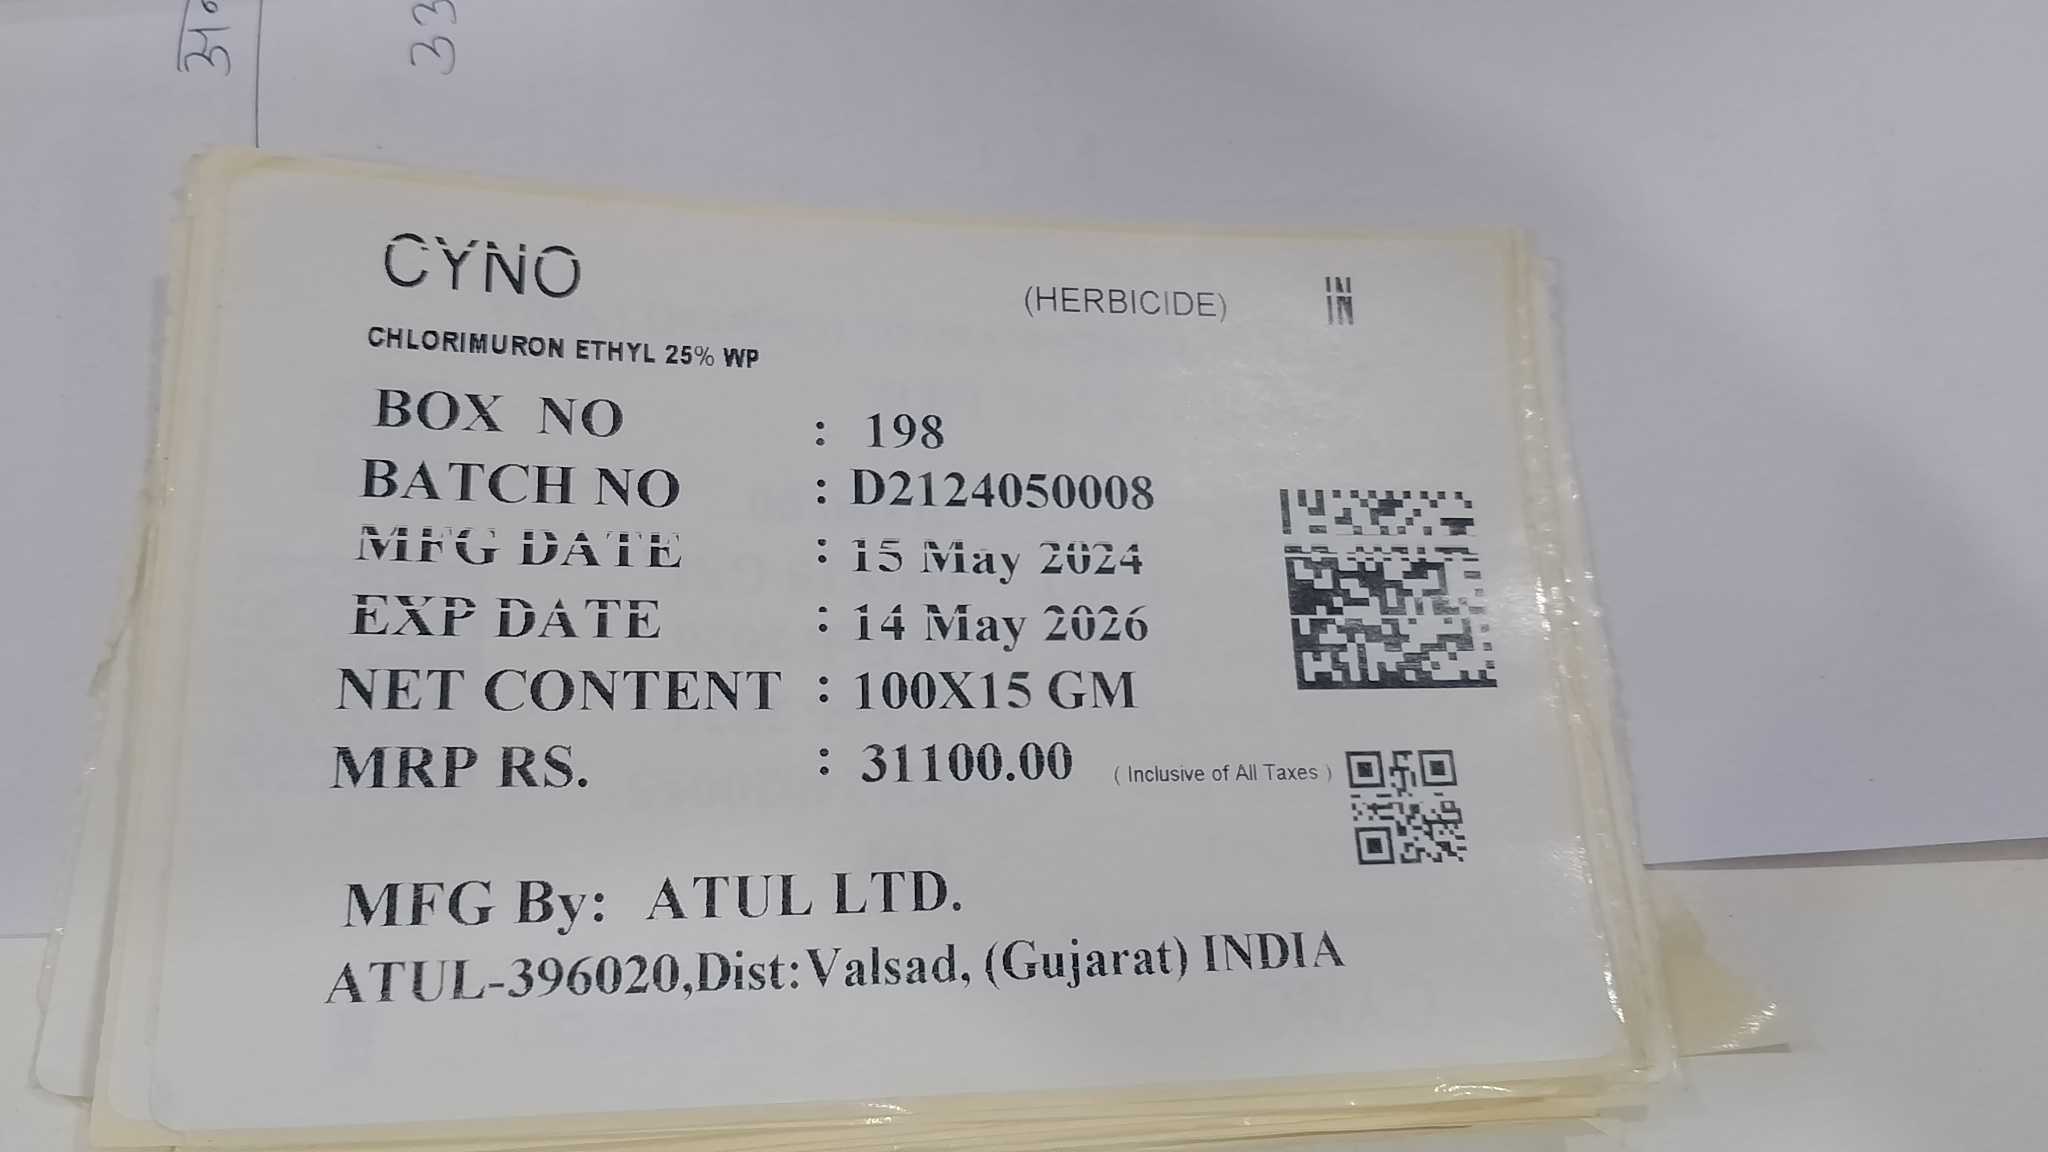 33
CYNO
(HERBICIDE) IN
CHLORIMURON ETHYL 25% WP
BOX NO : 198
BATCH NO : D2124050008
MFG DATE : 15 May 2024
EXP DATE : 14 May 2026
NET CONTENT : 100X15 GM
MRP RS. : 31100.00 ( Inclusive of All Taxes )
MFG By: ATUL LTD.
ATUL-396020,Dist:Valsad, (Gujarat) INDIA